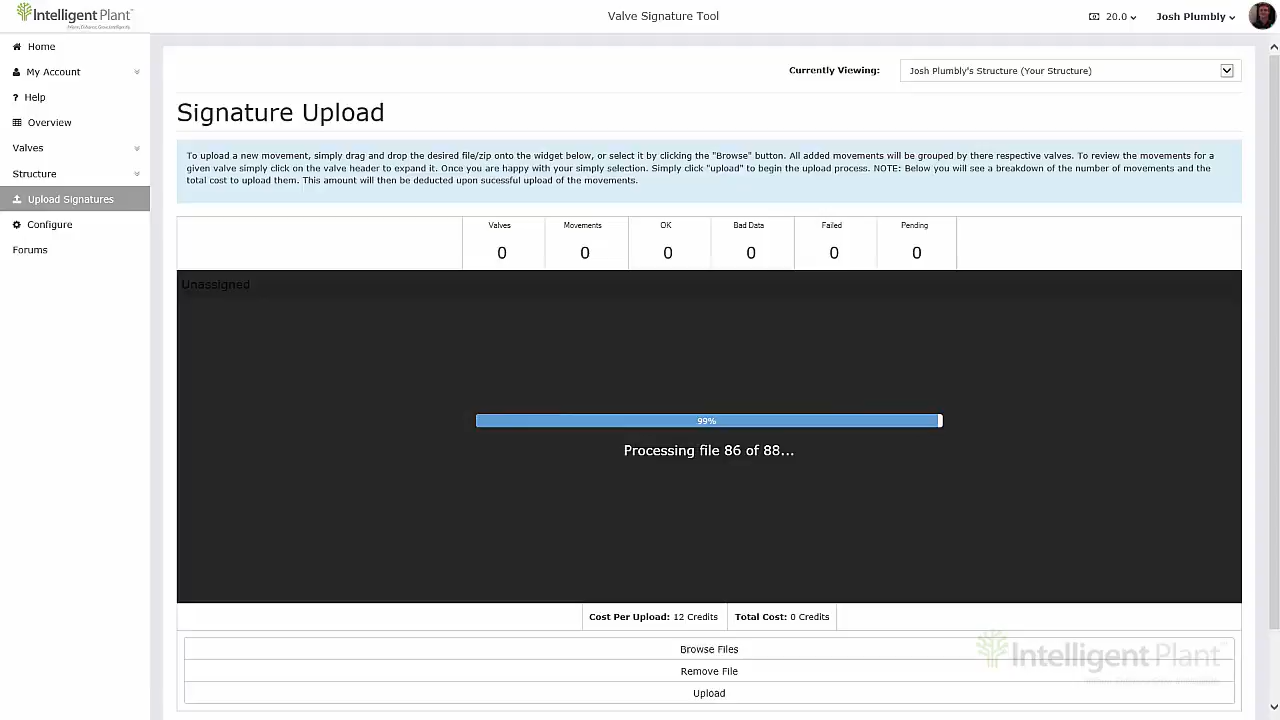 Intelligent Plant
Valve Signature Tool
20.0
Josh Plumbly
Home
My Account
? Help
Overview
Valves
Structure
Upload Signatures
Configure
Forums
Currently Viewing:
Josh Plumbly's Structure (Your Structure)
Signature Upload
To upload a new movement, simply drag and drop the desired file/zip onto the widget below, or select it by clicking the "Browse" button. All added movements will be grouped by there respective valves. To review the movements for a
given valve simply click on the valve header to expand it. Once you are happy with your simply selection. Simply click "upload" to begin the upload process. NOTE: Below you will see a breakdown of the number of movements and the
total cost to upload them. This amount will then be deducted upon sucessful upload of the movements.
Valves Movements OK Bad Data Failed Pending
0 0 0 0 0 0
Unassigned
99%
Processing file 86 of 88...
Cost Per Upload: 12 Credits Total Cost: 0 Credits
Browse Files
Remove File
Upload
Intelligent Plant